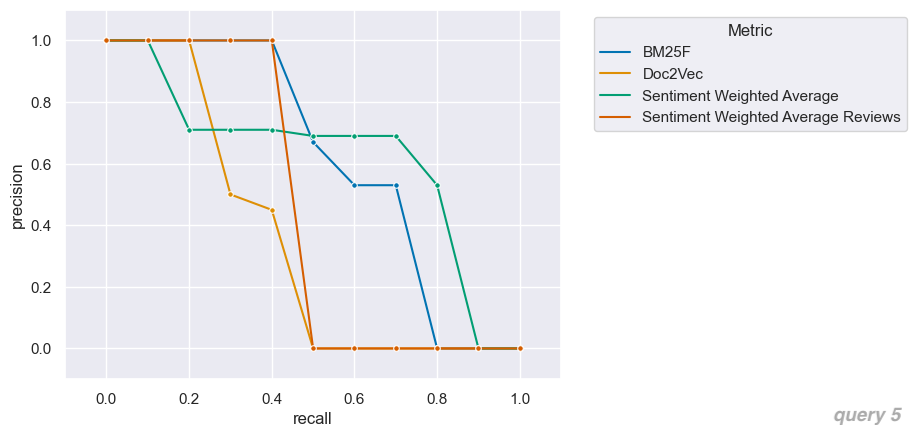 1.0
0.8
0.6
0.4
0.2
0.0
precision
0.0 0.2 0.4 0.6 0.8 1.0
recall
Metric
BM25F
Doc2Vec
Sentiment Weighted Average
Sentiment Weighted Average Reviews
query 5